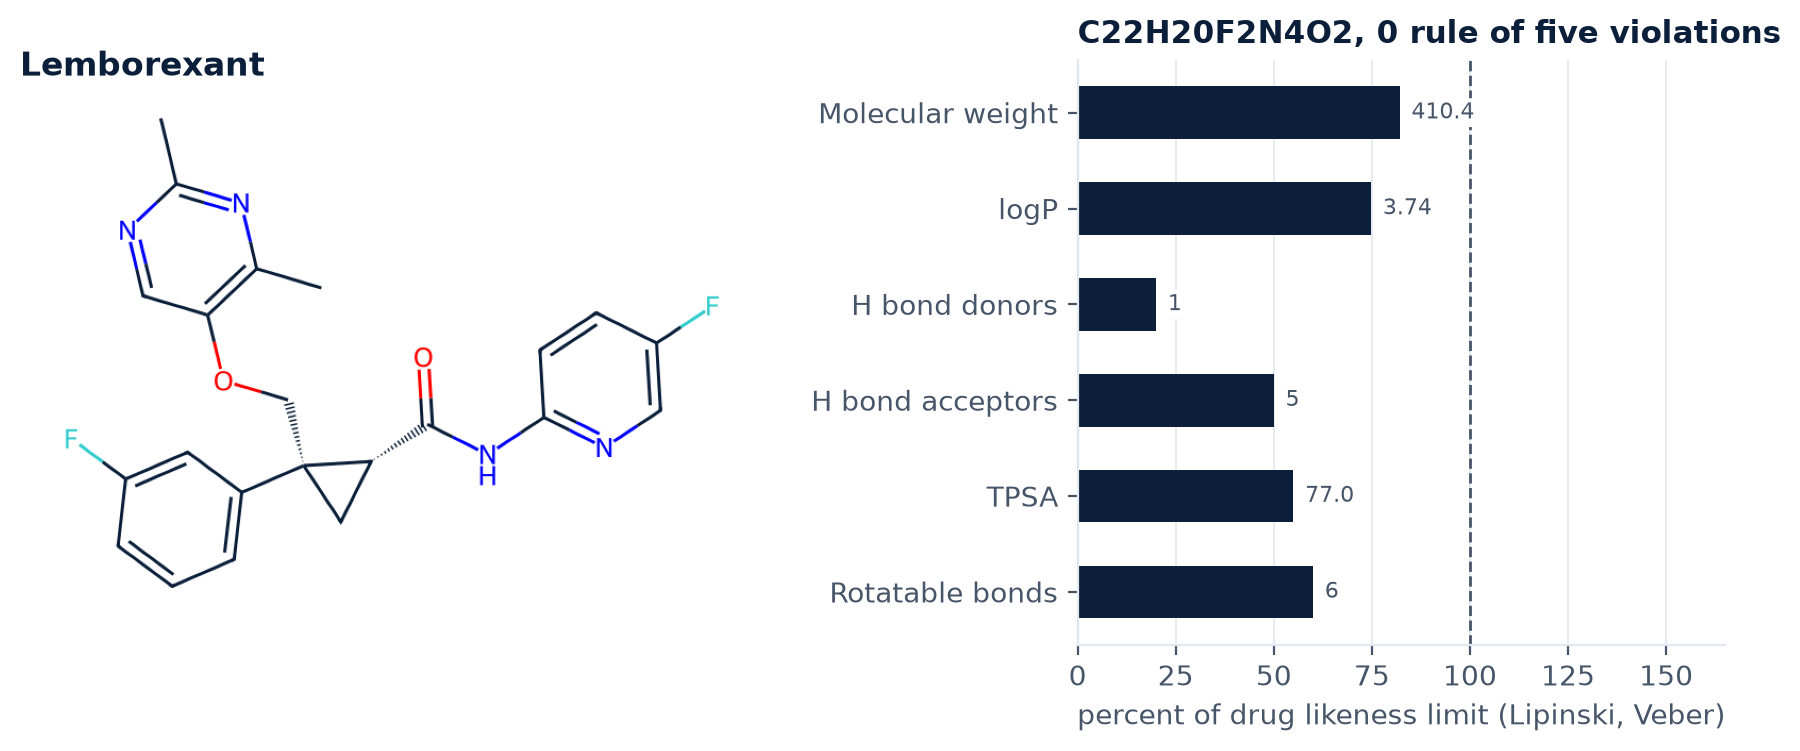 Lemborexant
N
N
O
O
F
N
H
N
F
C22H20F2N4O2, 0 rule of five violations
Molecular weight
410.4
logP
3.74
H bond donors
1
H bond acceptors
5
TPSA
77.0
Rotatable bonds
6
0 25 50 75 100 125 150
percent of drug likeness limit (Lipinski, Veber)